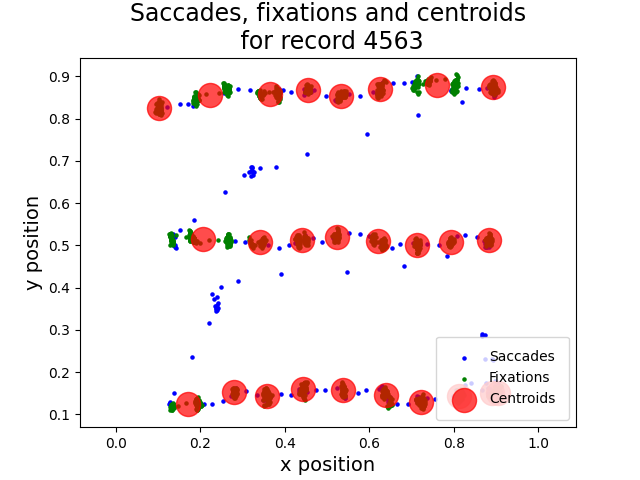 Saccades, fixations and centroids
for record 4563
y position
0.9
0.8
0.7
0.6
0.5
0.4
0.3
0.2
0.1
Saccades
Fixations
Centroids
0.0 0.2 0.4 0.6 0.8 1.0
x position